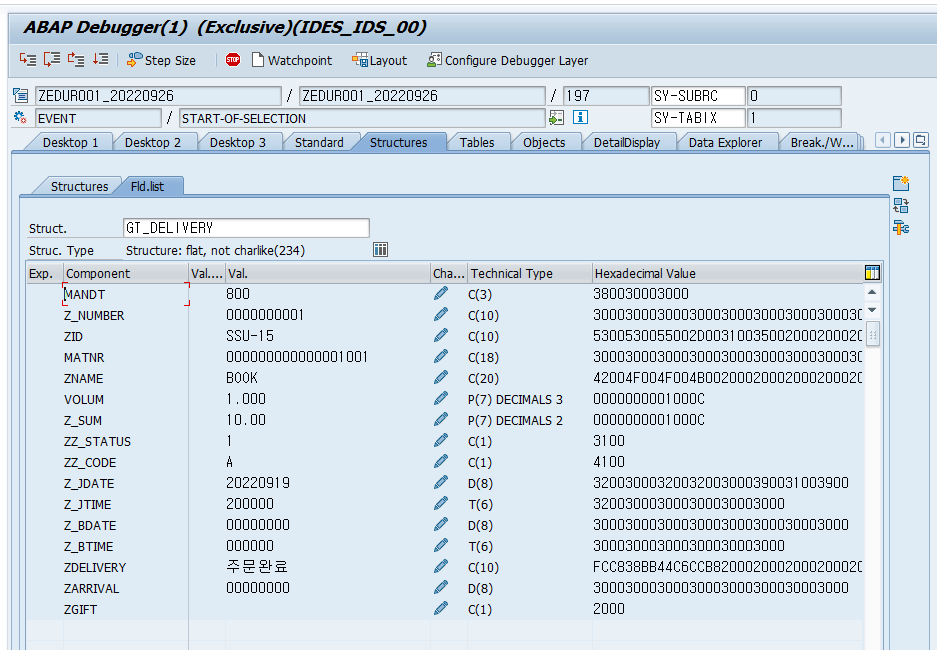 ABAP Debugger(1) (Exclusive)(IDES_IDS_00)
Step Size STOP Watchpoint Layout Configure Debugger Layer
ZEDUR001_20220926 / ZEDUR001_20220926 / 197 SY-SUBRC 0
EVENT / START-OF-SELECTION SY-TABIX 1
Desktop 1 Desktop 2 Desktop 3 Standard Structures Tables Objects DetailDisplay Data Explorer Break./W...
Structures Fld.list
Struct. GT_DELIVERY
Struc. Type Structure: flat, not charlike(234)
Exp. Component Val.... Val. Cha... Technical Type Hexadecimal Value
MANDT 800 C(3) 380030003000
Z_NUMBER 0000000001 C(10) 30003000300030003000300030003000300030
ZID SSU-15 C(10) 5300530055002D003100350020002000200020
MATNR 000000000000001001 C(18) 30003000300030003000300030003000300030
ZNAME BOOK C(20) 42004F004F004B002000200020002000200020
VOLUM 1.000 P(7) DECIMALS 3 0000000001000C
Z_SUM 10.00 P(7) DECIMALS 2 0000000001000C
ZZ_STATUS 1 C(1) 3100
ZZ_CODE A C(1) 4100
Z_JDATE 20220919 D(8) 32003000320032003000390031003900
Z_JTIME 200000 T(6) 320030003000300030003000
Z_BDATE 00000000 D(8) 30003000300030003000300030003000
Z_BTIME 000000 T(6) 300030003000300030003000
ZDELIVERY 주문완료 C(10) FCC838BB44C6CCB82000200020002000200020
ZARRIVAL 00000000 D(8) 30003000300030003000300030003000
ZGIFT C(1) 2000